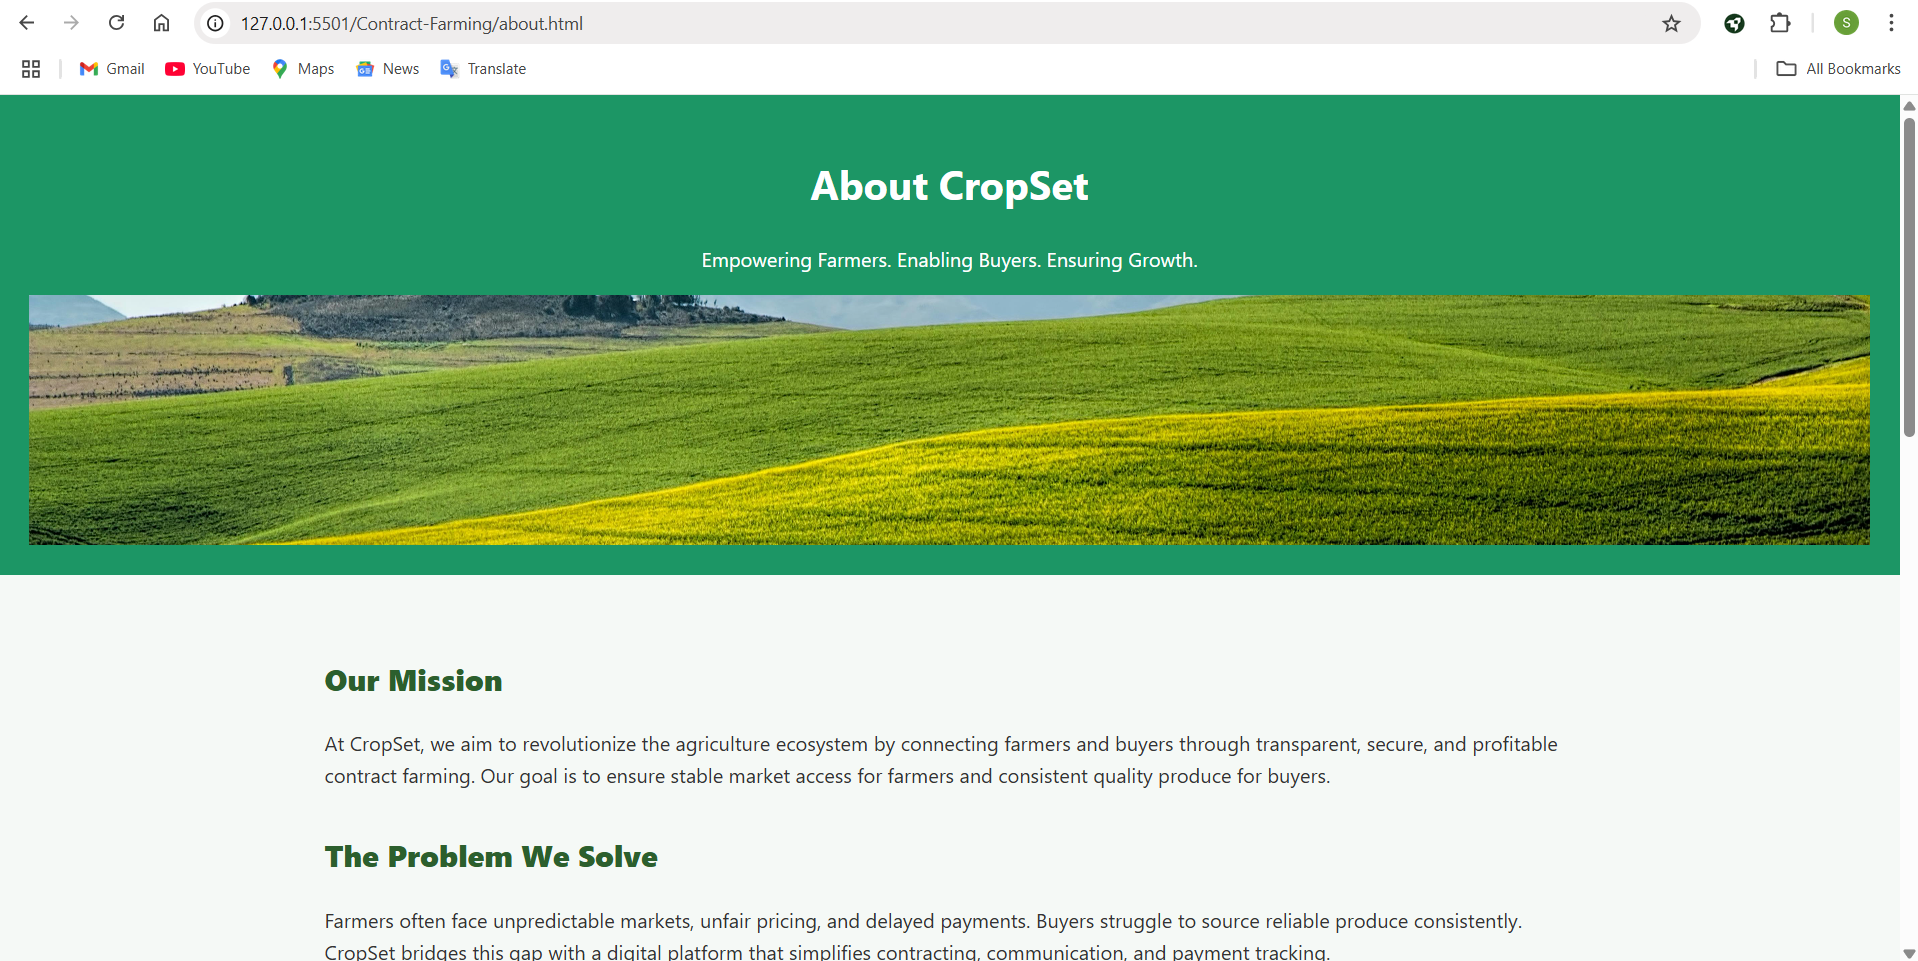 127.0.0.1:5501/Contract-Farming/about.html
S
Gmail YouTube Maps News Translate All Bookmarks
About CropSet
Empowering Farmers. Enabling Buyers. Ensuring Growth.
Our Mission
At CropSet, we aim to revolutionize the agriculture ecosystem by connecting farmers and buyers through transparent, secure, and profitable
contract farming. Our goal is to ensure stable market access for farmers and consistent quality produce for buyers.
The Problem We Solve
Farmers often face unpredictable markets, unfair pricing, and delayed payments. Buyers struggle to source reliable produce consistently.
CropSet bridges this gap with a digital platform that simplifies contracting, communication, and payment tracking.